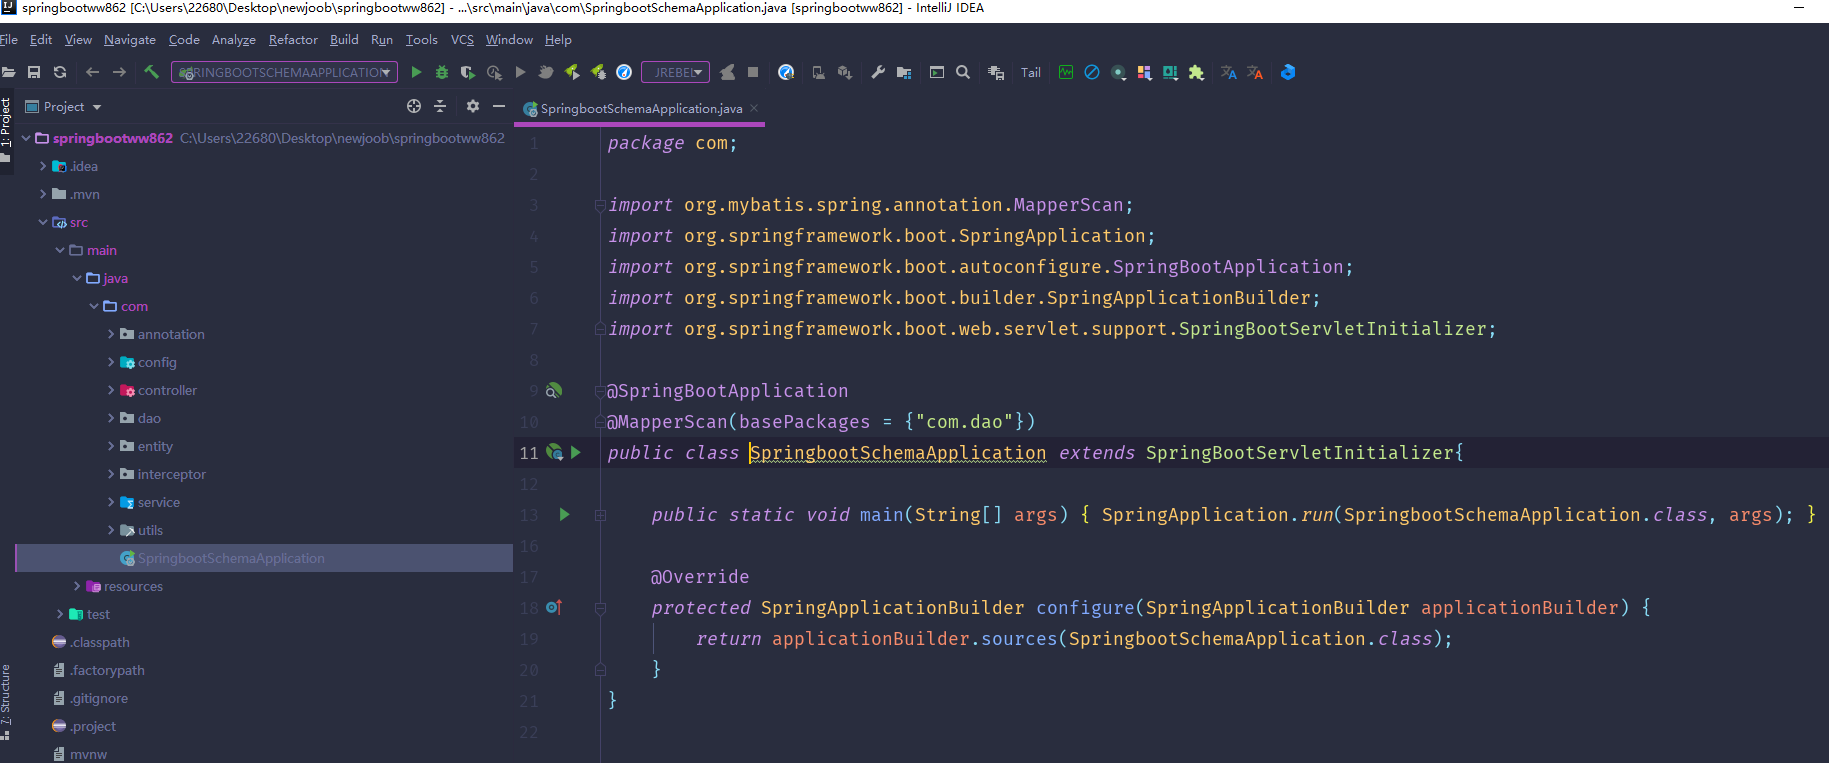 springbootww862 [C:\Users\22680\Desktop\newjoob\springbootww862] - ...\src\main\java\com\SpringbootSchemaApplication.java [springbootww862] - IntelliJ IDEA
File Edit View Navigate Code Analyze Refactor Build Run Tools VCS Window Help
RINGBOOTSCHEMAAPPLICATION JREBEL Tail
Project
SpringbootSchemaApplication.java
1: Project
7: Structure
springbootww862 C:\Users\22680\Desktop\newjoob\springbootww862
.idea
.mvn
src
main
java
com
annotation
config
controller
dao
entity
interceptor
service
utils
SpringbootSchemaApplication
resources
test
.classpath
.factorypath
.gitignore
.project
mvnw
1 package com;
2
3 import org.mybatis.spring.annotation.MapperScan;
4 import org.springframework.boot.SpringApplication;
5 import org.springframework.boot.autoconfigure.SpringBootApplication;
6 import org.springframework.boot.builder.SpringApplicationBuilder;
7 import org.springframework.boot.web.servlet.support.SpringBootServletInitializer;
8
9 @SpringBootApplication
10 @MapperScan(basePackages = {"com.dao"})
11 public class SpringbootSchemaApplication extends SpringBootServletInitializer{
12
13 public static void main(String[] args) { SpringApplication.run(SpringbootSchemaApplication.class, args); }
16
17 @Override
18 protected SpringApplicationBuilder configure(SpringApplicationBuilder applicationBuilder) {
19 return applicationBuilder.sources(SpringbootSchemaApplication.class);
20 }
21 }
22